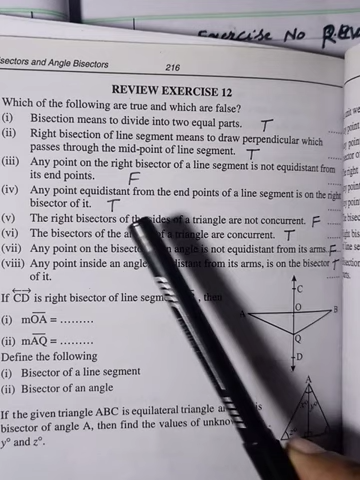 Exercise No REV
sectors and Angle Bisectors
216
REVIEW EXERCISE 12
Which of the following are true and which are false?
(i) Bisection means to divide into two equal parts. T
(ii) Right bisection of line segment means to draw perpendicular which
passes through the mid-point of line segment. T
(iii) Any point on the right bisector of a line segment is not equidistant from
its end points. F
(iv) Any point equidistant from the end points of a line segment is on the right
bisector of it. T
(v) The right bisectors of the sides of a triangle are not concurrent. F
(vi) The bisectors of the of a triangle are concurrent. T
(vii) Any point on the bisector angle is not equidistant from its arms. F
(viii) Any point inside an angle from its arms, is on the bisector T
of it.
If CD is right bisector of line then
(i) mOA = .........
(ii) mAQ = .........
Define the following
(i) Bisector of a line segment
(ii) Bisector of an angle
If the given triangle ABC is equilateral triangle is
bisector of angle A, then find the values of
y° and z°.
C
A O B
Q
D
A